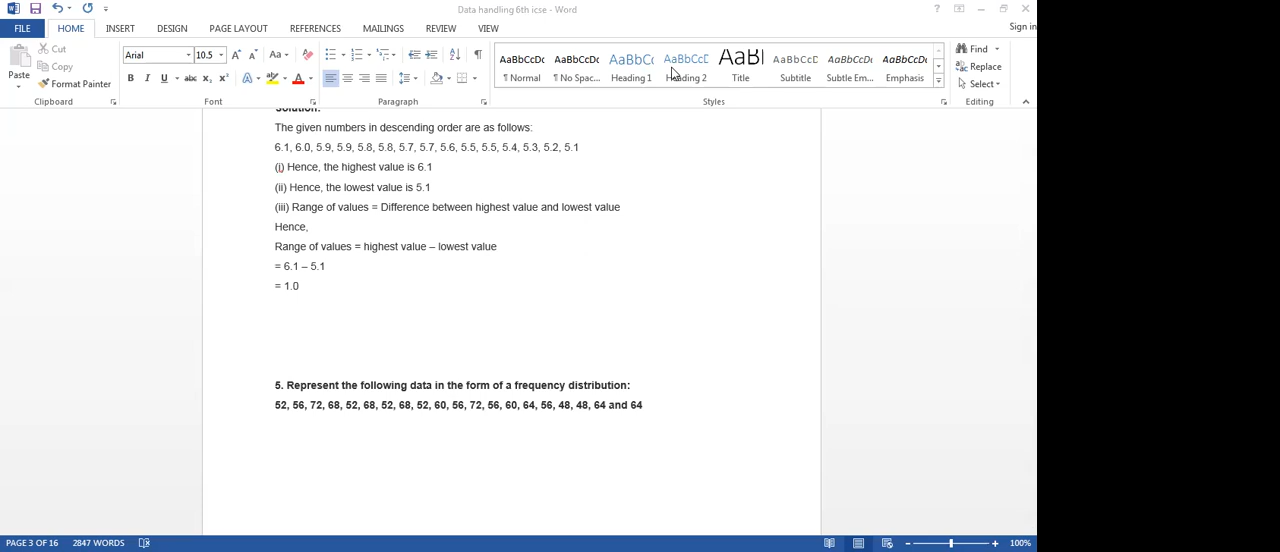 Data handling 6th icse - Word
Sign in
FILE HOME INSERT DESIGN PAGE LAYOUT REFERENCES MAILINGS REVIEW VIEW
Paste
Cut
Copy
Format Painter
Clipboard
Arial 10.5
Font
Paragraph
AaBbCcDc AaBbCcDc AaBbCc AaBbCcE AaBl AaBbCcD AaBbCcDc AaBbCcDc
¶ Normal ¶ No Spac... Heading 1 Heading 2 Title Subtitle Subtle Em... Emphasis
Styles
Find
Replace
Select
Editing
Solution:
The given numbers in descending order are as follows:
6.1, 6.0, 5.9, 5.9, 5.8, 5.8, 5.7, 5.7, 5.6, 5.5, 5.5, 5.4, 5.3, 5.2, 5.1
(i) Hence, the highest value is 6.1
(ii) Hence, the lowest value is 5.1
(iii) Range of values = Difference between highest value and lowest value
Hence,
Range of values = highest value – lowest value
= 6.1 – 5.1
= 1.0
5. Represent the following data in the form of a frequency distribution:
52, 56, 72, 68, 52, 68, 52, 68, 52, 60, 56, 72, 56, 60, 64, 56, 48, 48, 64 and 64
PAGE 3 OF 16 2847 WORDS 100%